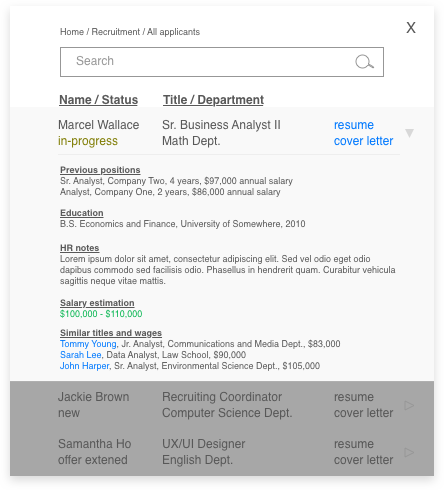 Home / Recruitment / All applicants
X
Search
Name / Status Title / Department
Marcel Wallace Sr. Business Analyst II resume
in-progress Math Dept. cover letter
Previous positions
Sr. Analyst, Company Two, 4 years, $97,000 annual salary
Analyst, Company One, 2 years, $86,000 annual salary
Education
B.S. Economics and Finance, University of Somewhere, 2010
HR notes
Lorem ipsum dolor sit amet, consectetur adipiscing elit. Sed vel odio eget odio
dapibus commodo sed facilisis odio. Phasellus in hendrerit quam. Curabitur vehicula
sagittis neque vitae mattis.
Salary estimation
$100,000 - $110,000
Similar titles and wages
Tommy Young, Jr. Analyst, Communications and Media Dept., $83,000
Sarah Lee, Data Analyst, Law School, $90,000
John Harper, Sr. Analyst, Environmental Science Dept., $105,000
Jackie Brown Recruiting Coordinator resume
new Computer Science Dept. cover letter
Samantha Ho UX/UI Designer resume
offer extened English Dept. cover letter